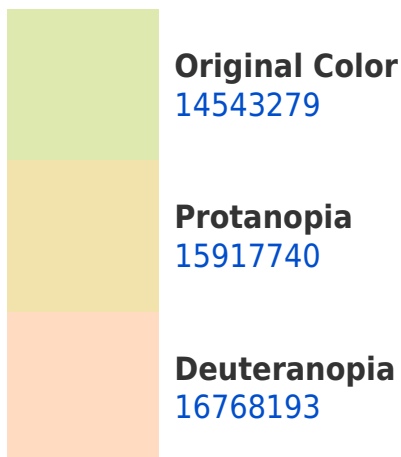 Original Color
14543279
Protanopia
15917740
Deuteranopia
16768193